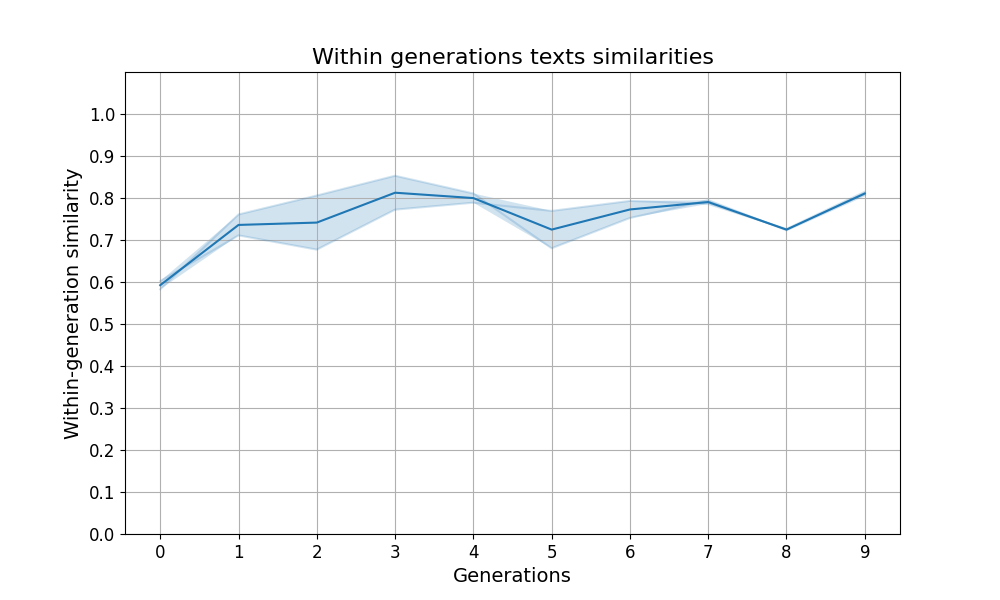 Within generations texts similarities
Within-generation similarity
1.0
0.9
0.8
0.7
0.6
0.5
0.4
0.3
0.2
0.1
0.0
0 1 2 3 4 5 6 7 8 9
Generations